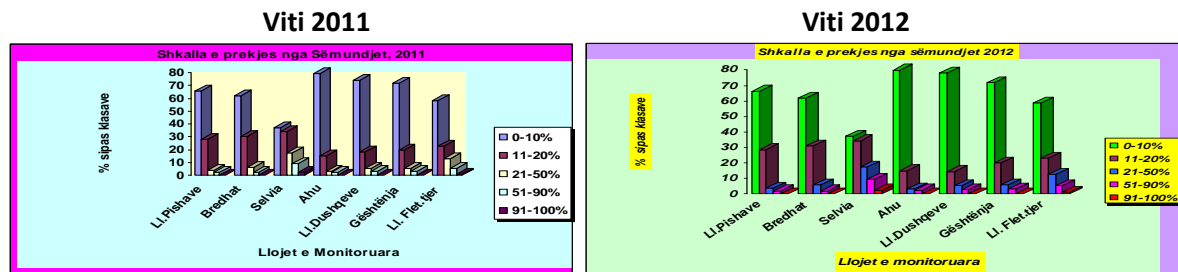 Viti 2011
Shkalla e prekjes nga Sëmundjet, 2011
% sipas klasave
80
70
60
50
40
30
20
10
0
Ll.Pishave
Bredhat
Selvia
Ahu
Ll.Dushqeve
Gështënja
Ll. Flet.tjer
Llojet e Monitoruara
0-10%
11-20%
21-50%
51-90%
91-100%
Viti 2012
Shkalla e prekjes nga sëmundjet 2012
% sipas klasave
80
70
60
50
40
30
20
10
0
Ll.Pishave
Bredhat
Selvia
Ahu
Ll.Dushqeve
Gështënja
Ll. Flet.tjer
Llojet e monitoruara
0-10%
11-20%
21-50%
51-90%
91-100%